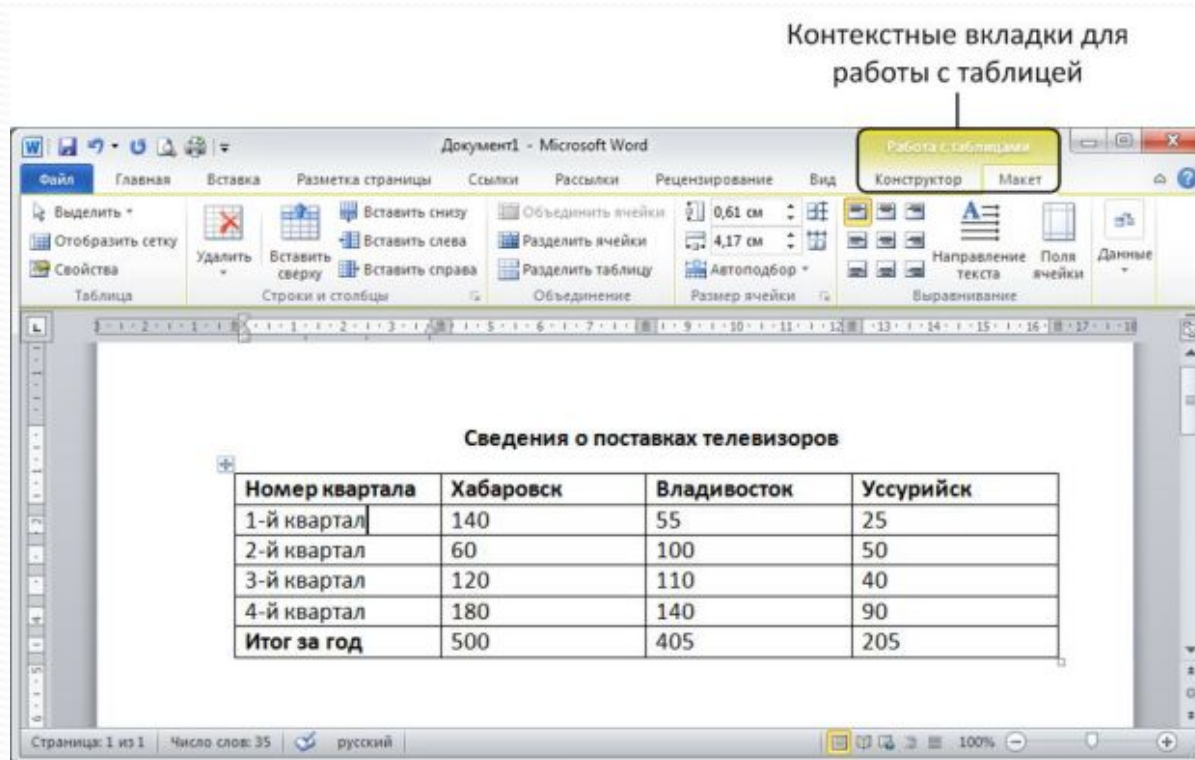 Контекстные вкладки для
работы с таблицей
Документ1 - Microsoft Word
Работа с таблицами
Файл Главная Вставка Разметка страницы Ссылки Рассылки Рецензирование Вид Конструктор Макет
Выделить
Отобразить сетку
Свойства
Таблица
Удалить
Вставить сверху
Вставить снизу
Вставить слева
Вставить справа
Строки и столбцы
Объединить ячейки
Разделить ячейки
Разделить таблицу
Объединение
0,61 см
4,17 см
Автоподбор
Размер ячейки
Направление текста
Поля ячейки
Выравнивание
Данные
Сведения о поставках телевизоров
Номер квартала Хабаровск Владивосток Уссурийск
1-й квартал 140 55 25
2-й квартал 60 100 50
3-й квартал 120 110 40
4-й квартал 180 140 90
Итог за год 500 405 205
Страница: 1 из 1 Число слов: 35 русский 100%